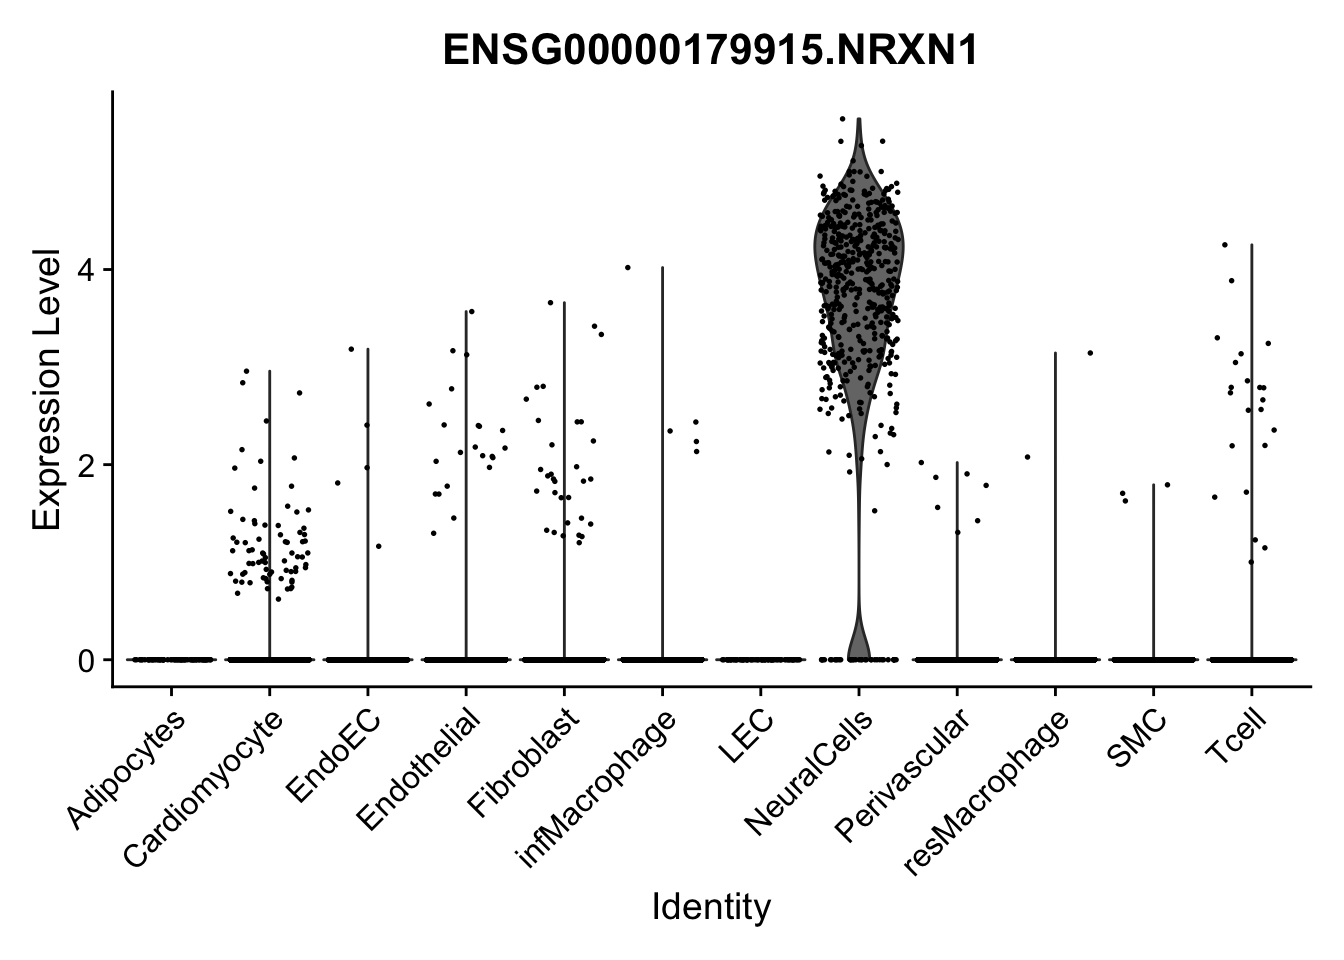 ENSG00000179915.NRXN1
Expression Level
4
2
0
Adipocytes
Cardiomyocyte
EndoEC
Endothelial
Fibroblast
infMacrophage
LEC
NeuralCells
Perivascular
resMacrophage
SMC
Tcell
Identity